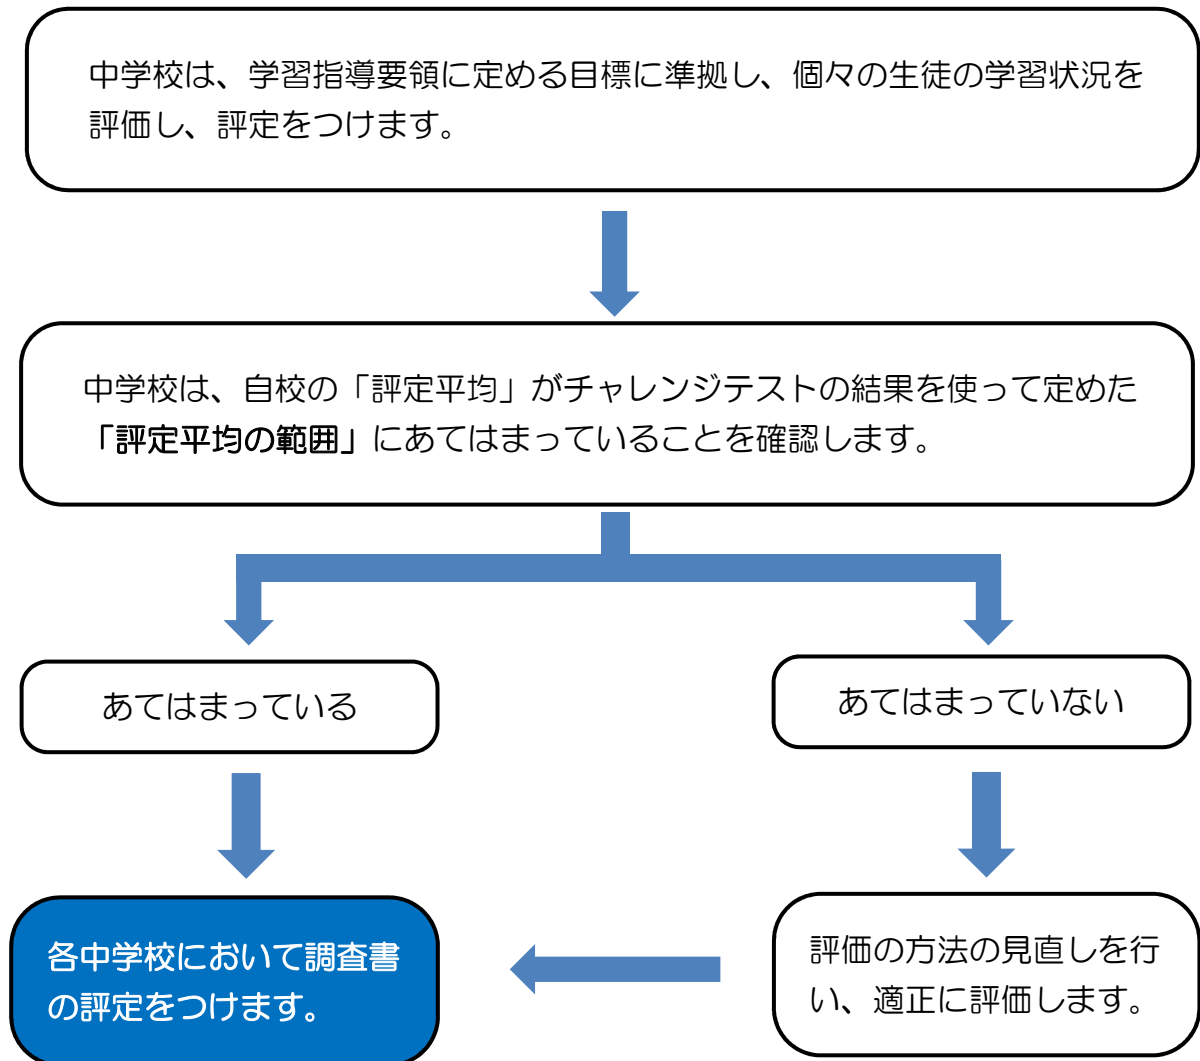 中学校は、学習指導要領に定める目標に準拠し、個々の生徒の学習状況を
評価し、評定をつけます。
中学校は、自校の「評定平均」がチャレンジテストの結果を使って定めた
「評定平均の範囲」にあてはまっていることを確認します。
あてはまっている
あてはまっていない
各中学校において調査書
の評定をつけます。
評価の方法の見直しを行
い、適正に評価します。